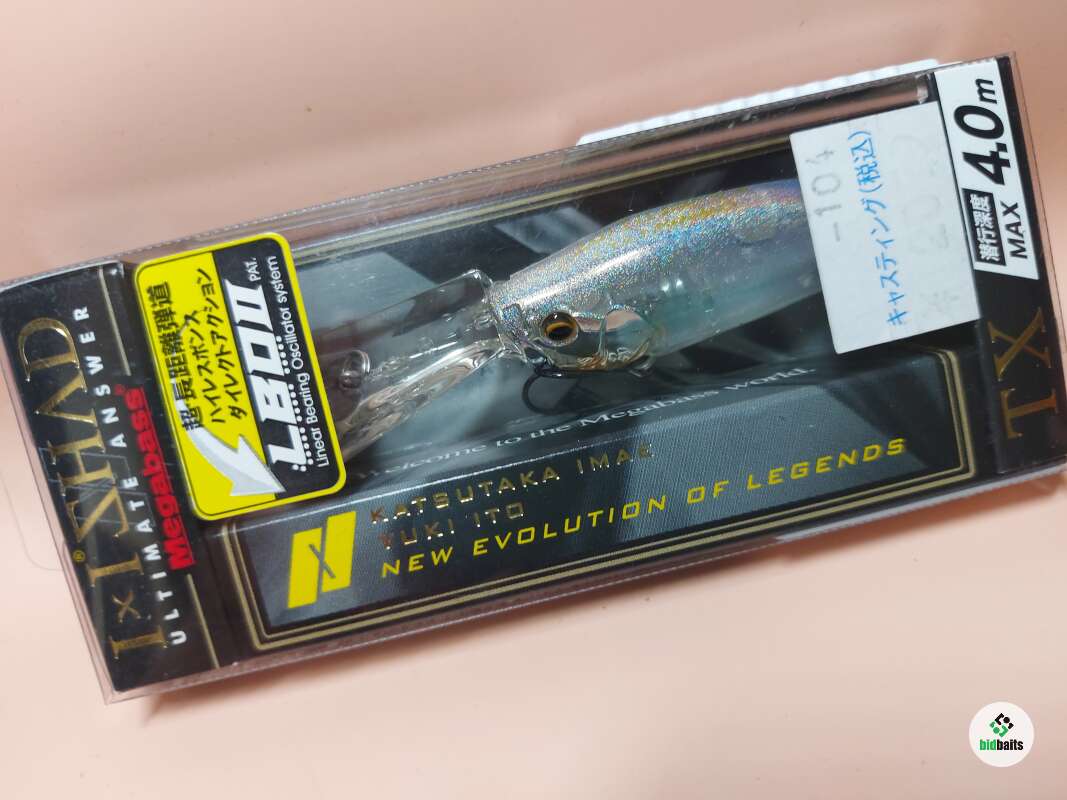 I×I SHAD
®
ULTIMATE ANSWER
Megabass®
超長距離弾道
ハイレスポンス
ダイレクトアクション
LBOⅡ PAT.
Linear Bearing Oscillator system
-104
キャスティング(税込)
潜行深度
MAX 4.0m
TX
Welcome to the Megabass world.
KATSUTAKA IMAE
YUKI ITO
NEW EVOLUTION OF LEGENDS
bidbaits